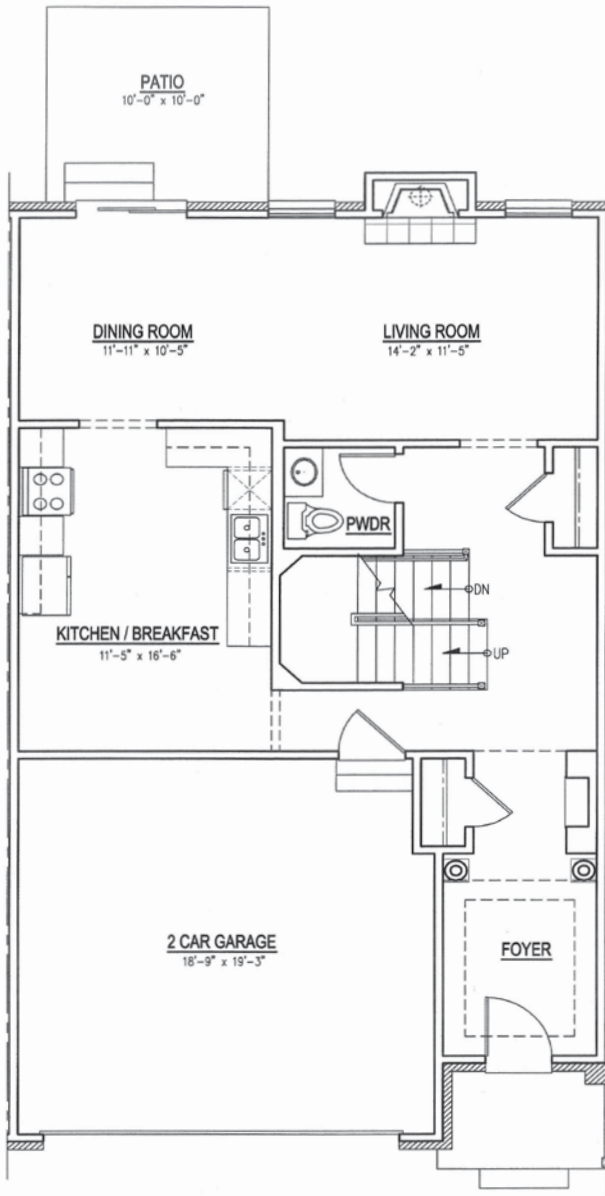 PATIO
10'-0" x 10'-0"
DINING ROOM
11'-11" x 10'-5"
LIVING ROOM
14'-2" x 11'-5"
PWDR
DN
KITCHEN / BREAKFAST
11'-5" x 16'-6"
UP
2 CAR GARAGE
18'-9" x 19'-3"
FOYER